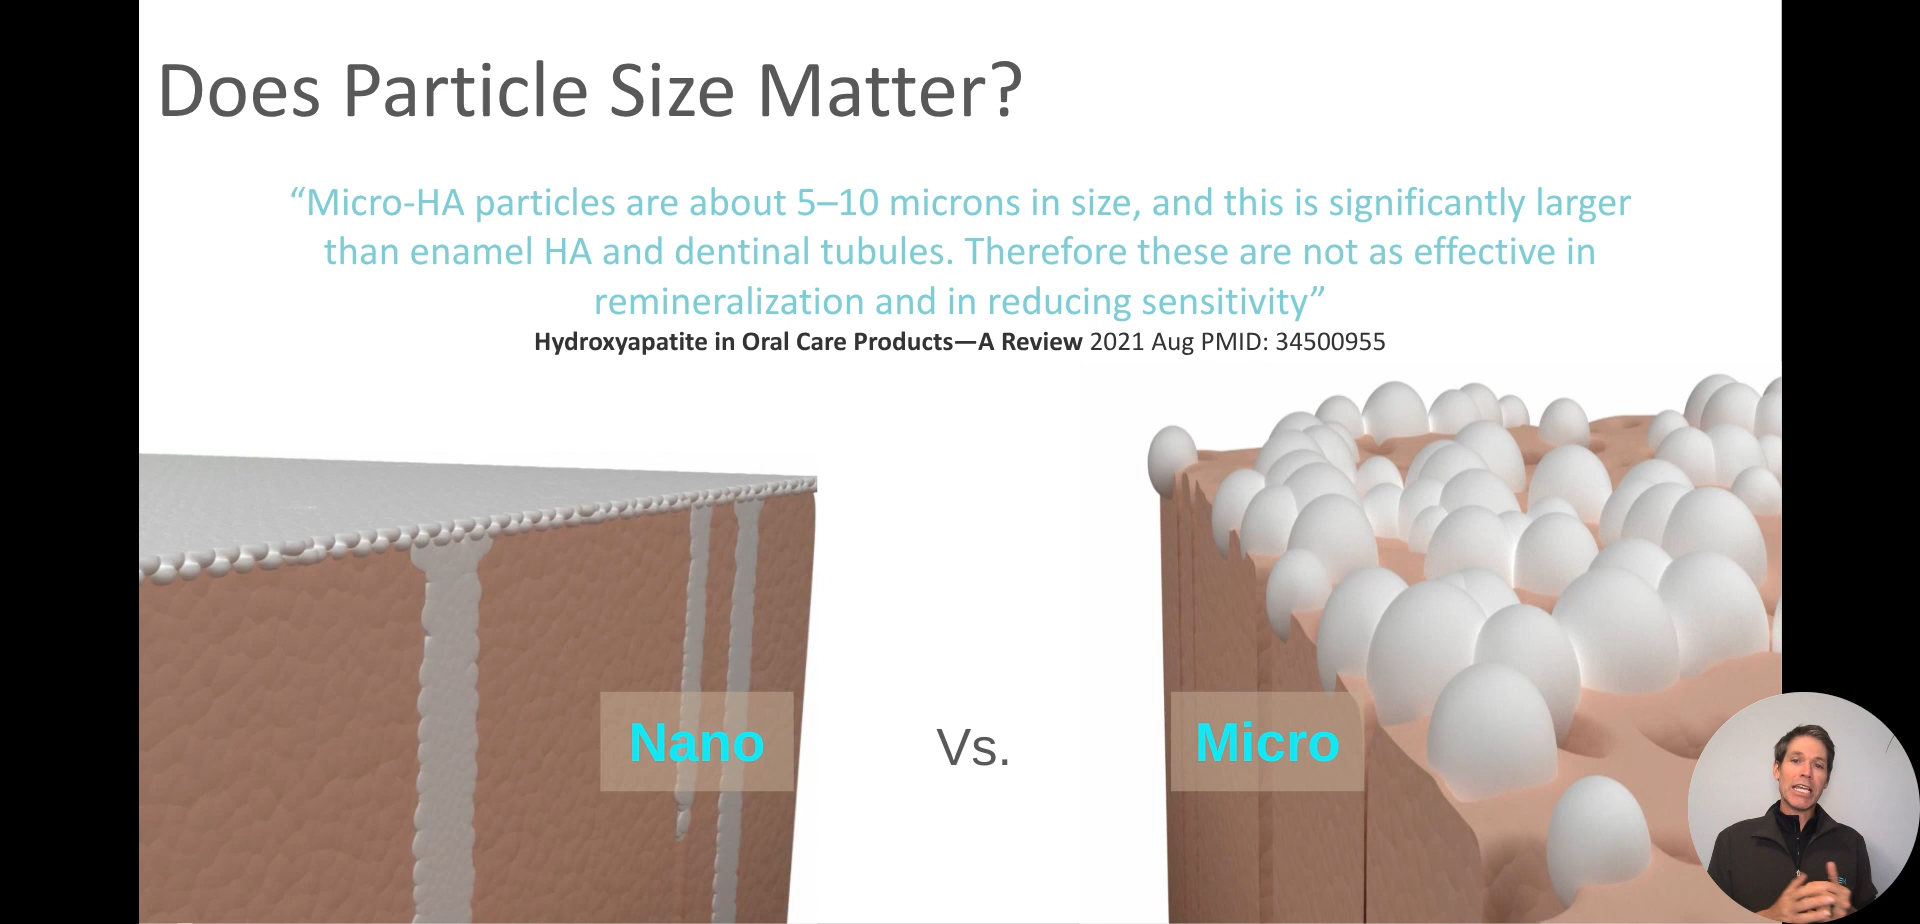 Does Particle Size Matter?
“Micro-HA particles are about 5–10 microns in size, and this is significantly larger
than enamel HA and dentinal tubules. Therefore these are not as effective in
remineralization and in reducing sensitivity”
Hydroxyapatite in Oral Care Products—A Review 2021 Aug PMID: 34500955
Nano
Vs.
Micro